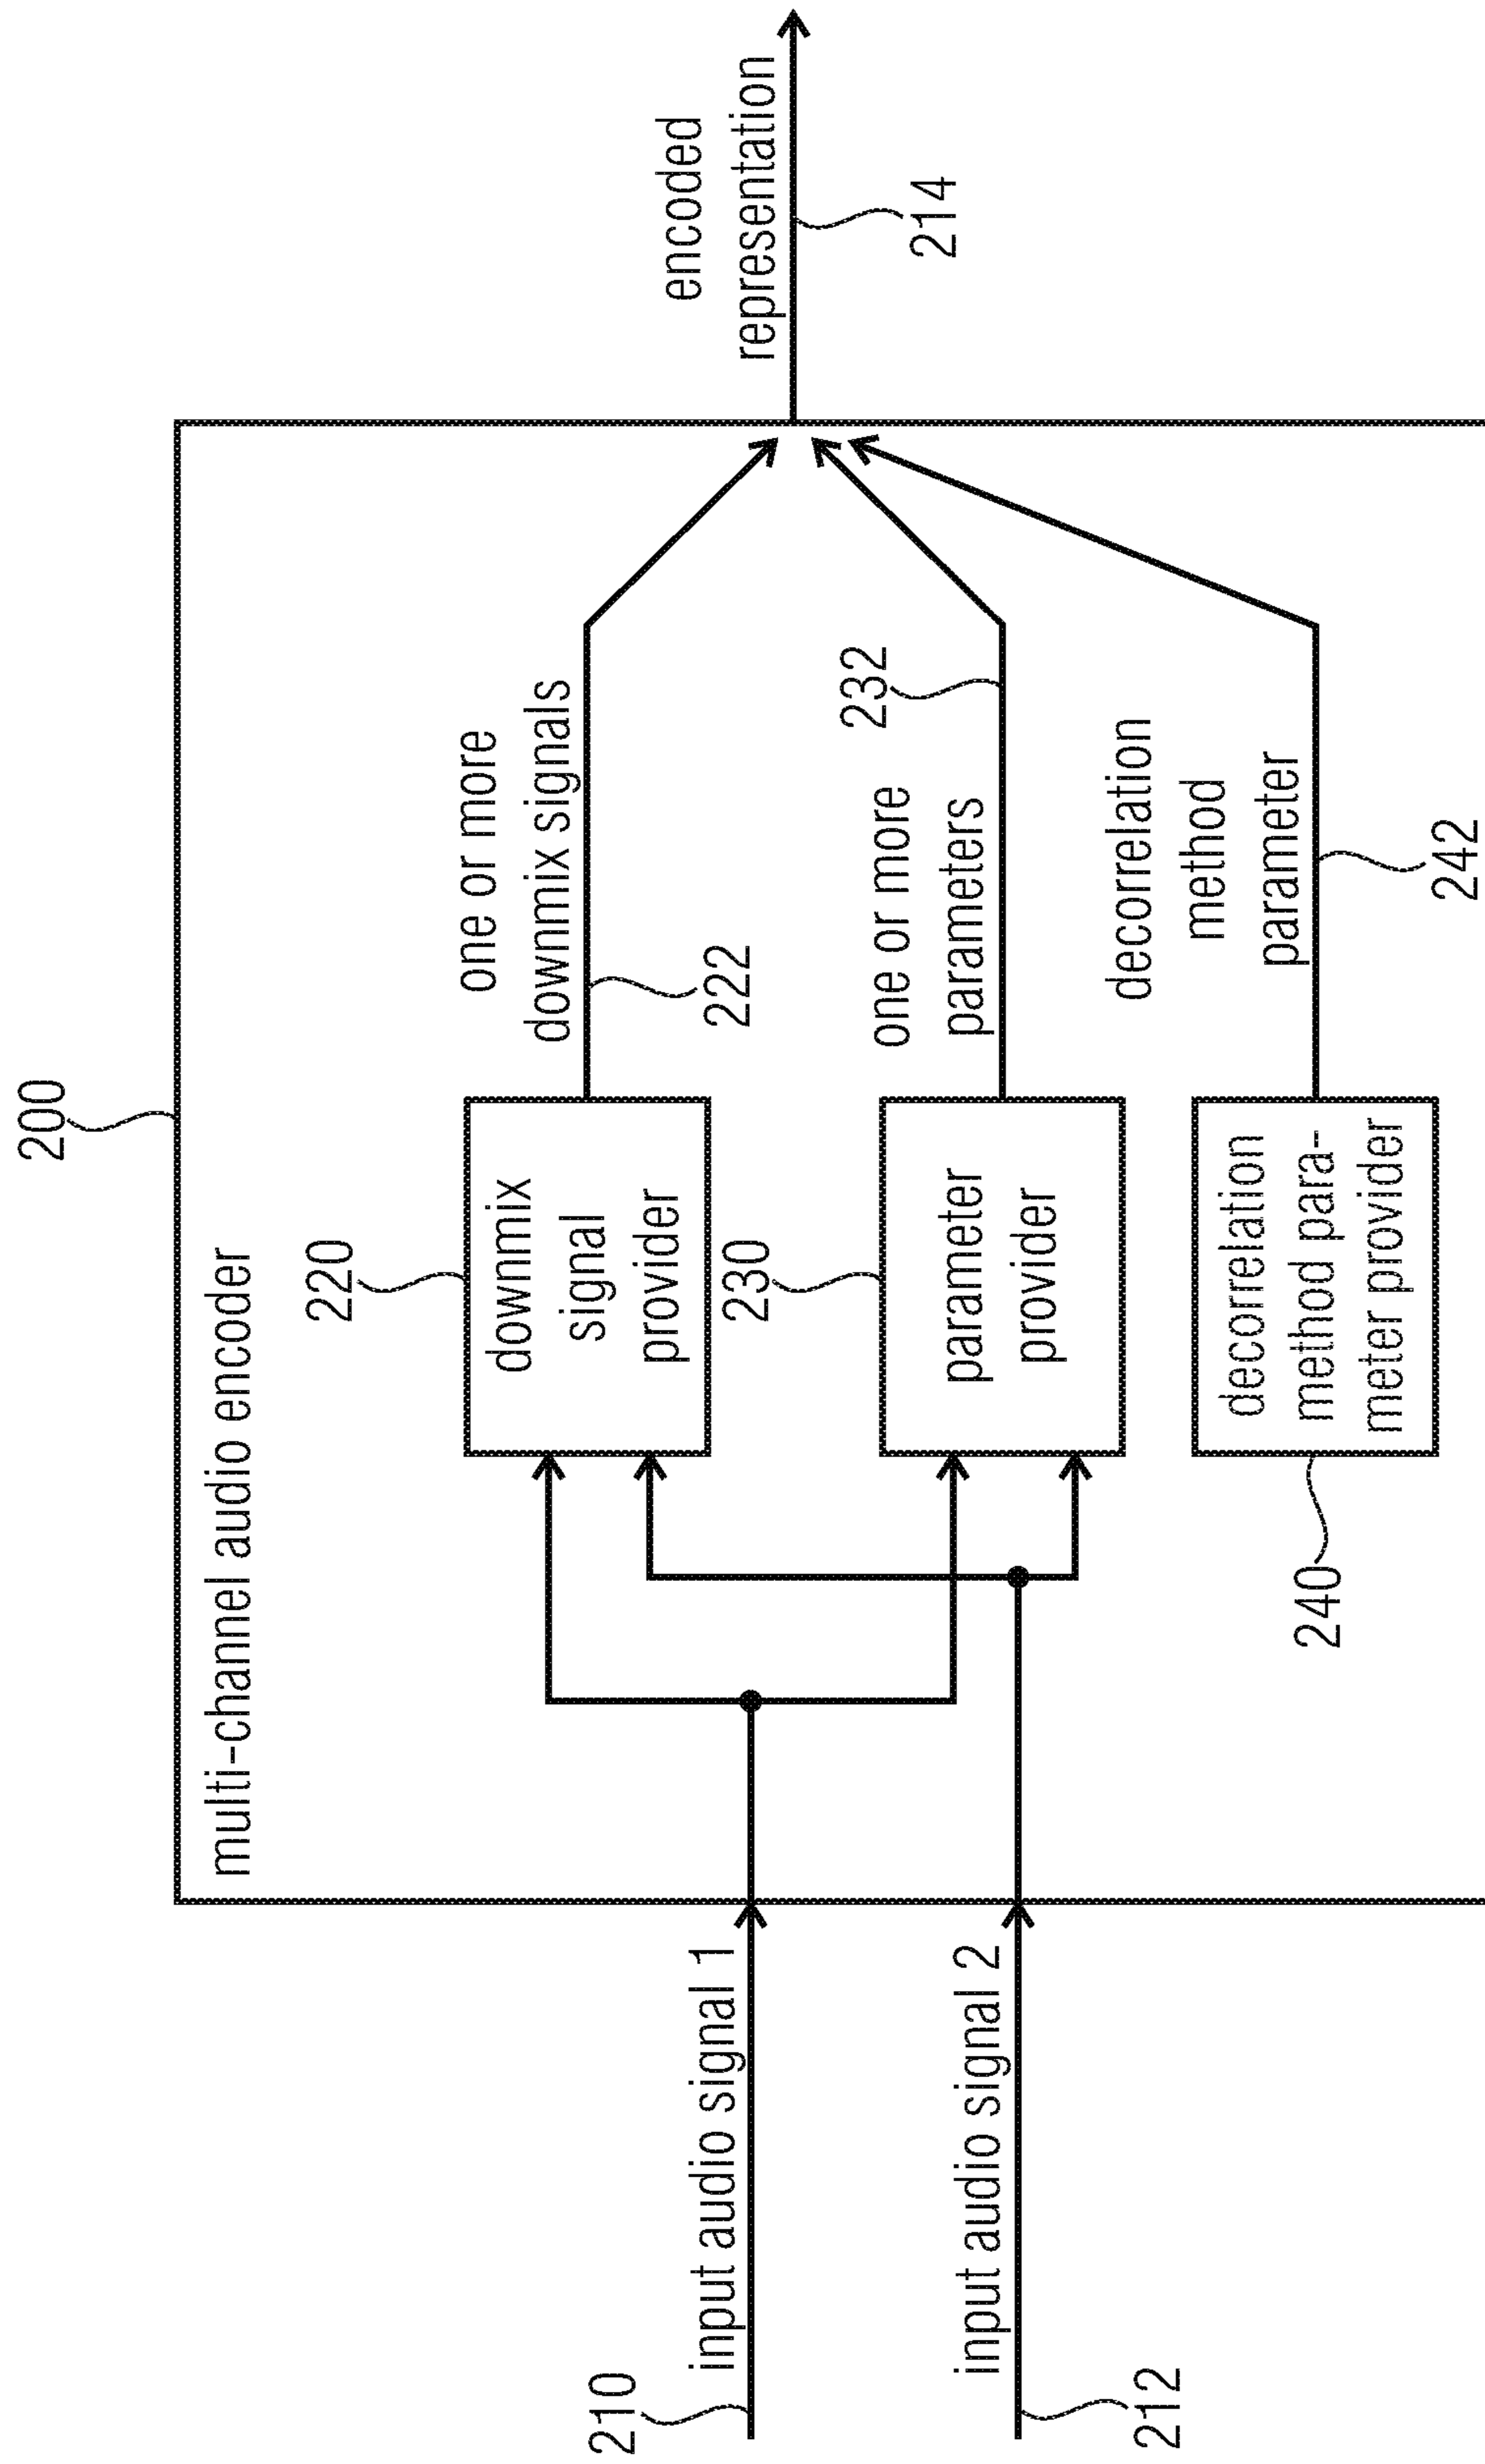 200
multi-channel audio encoder
220
downmix
signal
provider
one or more
downmix signals
222
encoded
representation
214
210
input audio signal 1
230
parameter
provider
one or more
parameters
232
input audio signal 2
212
240
decorrelation
method para-
meter provider
decorrelation
method
parameter
242